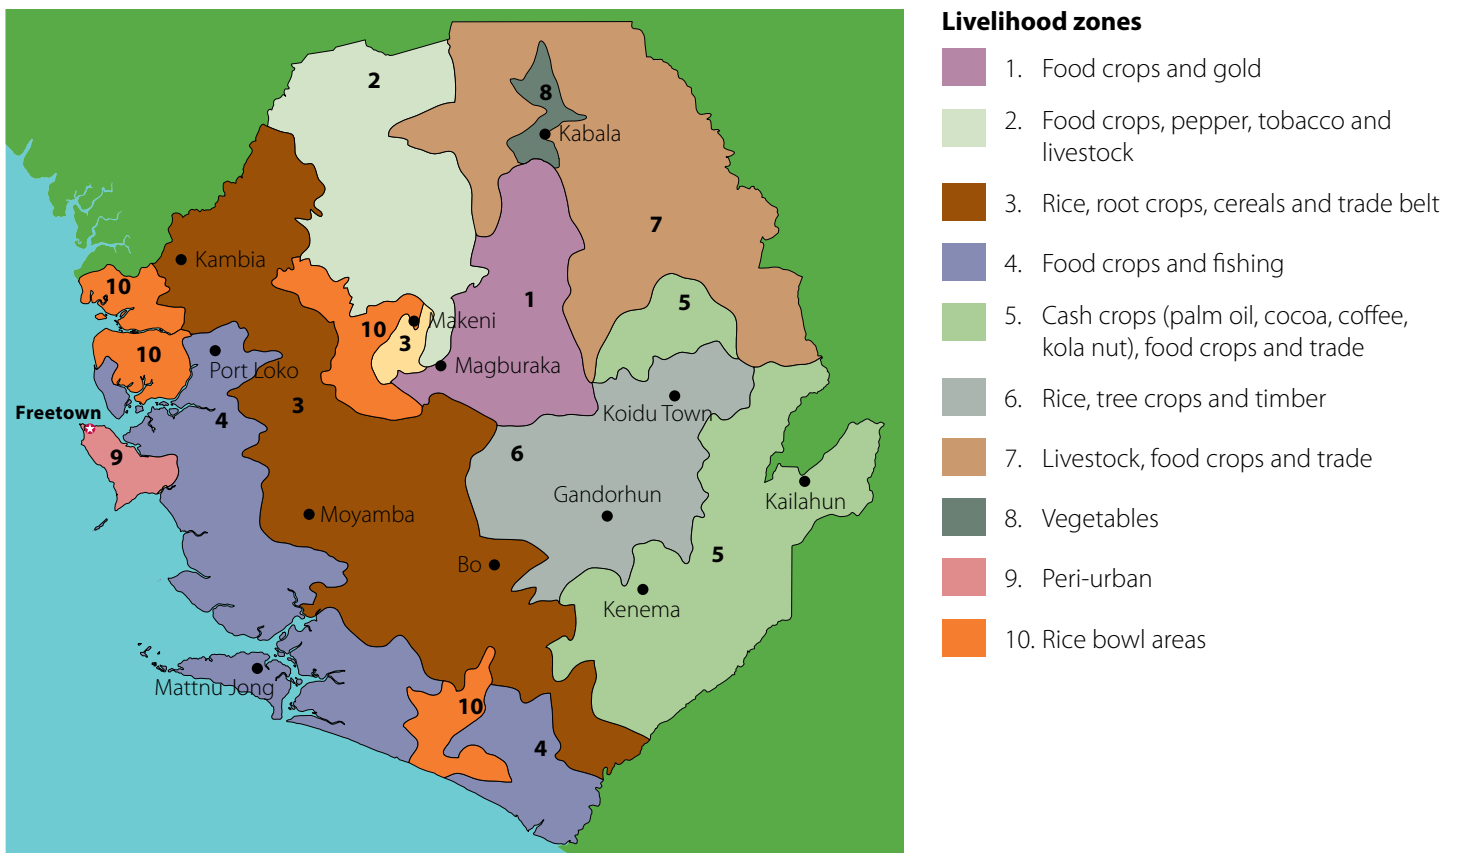 2
8
Kabala
7
Kambia
10
1
5
10
Makeni
3
10
Port Loko
Magburaka
3
Koidu Town
Freetown
4
6
9
Gandorhun
Kailahun
Moyamba
5
Bo
Kenema
Mattnu Jong
10
4
Livelihood zones
1. Food crops and gold
2. Food crops, pepper, tobacco and
livestock
3. Rice, root crops, cereals and trade belt
4. Food crops and fishing
5. Cash crops (palm oil, cocoa, coffee,
kola nut), food crops and trade
6. Rice, tree crops and timber
7. Livestock, food crops and trade
8. Vegetables
9. Peri-urban
10. Rice bowl areas